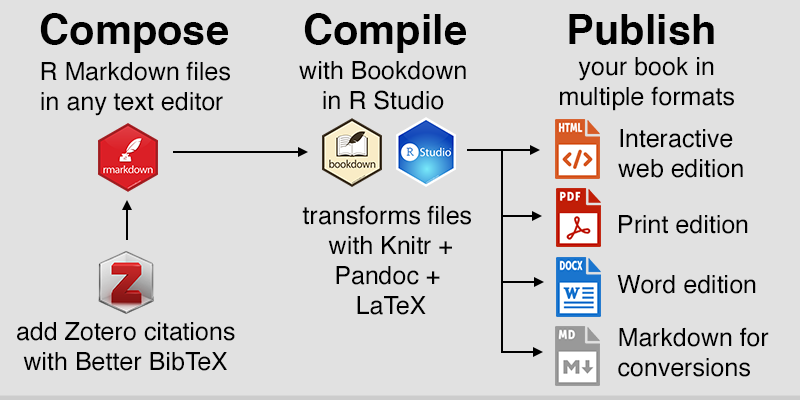 Compose
R Markdown files
in any text editor
rmarkdown
Z
add Zotero citations
with Better BibTeX
Compile
with Bookdown
in R Studio
bookdown
R Studio
transforms files
with Knitr +
Pandoc +
LaTeX
Publish
your book in
multiple formats
HTML
</>
Interactive
web edition
PDF
Print edition
DOCX
W
Word edition
MD
M↓
Markdown for
conversions